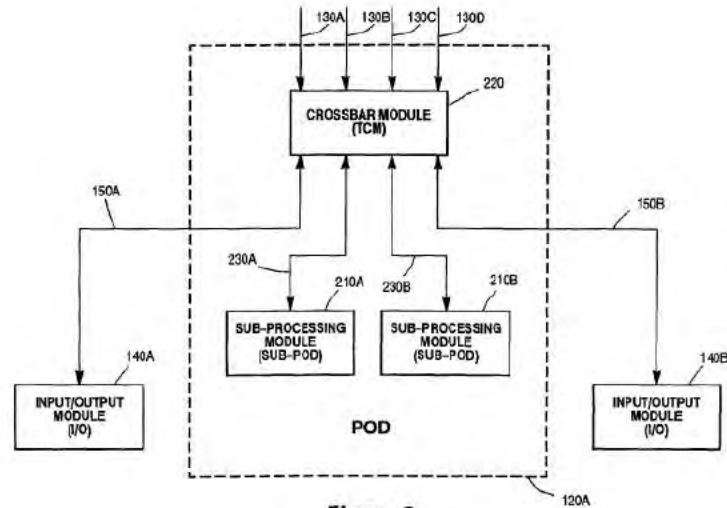 130A 130B 130C 130D
220
CROSSBAR MODULE
(TCM)
150A
150B
230A
210A
230B
210B
SUB-PROCESSING
MODULE
(SUB-POD)
SUB-PROCESSING
MODULE
(SUB-POD)
140A
140B
INPUT/OUTPUT
MODULE
(I/O)
INPUT/OUTPUT
MODULE
(I/O)
POD
120A